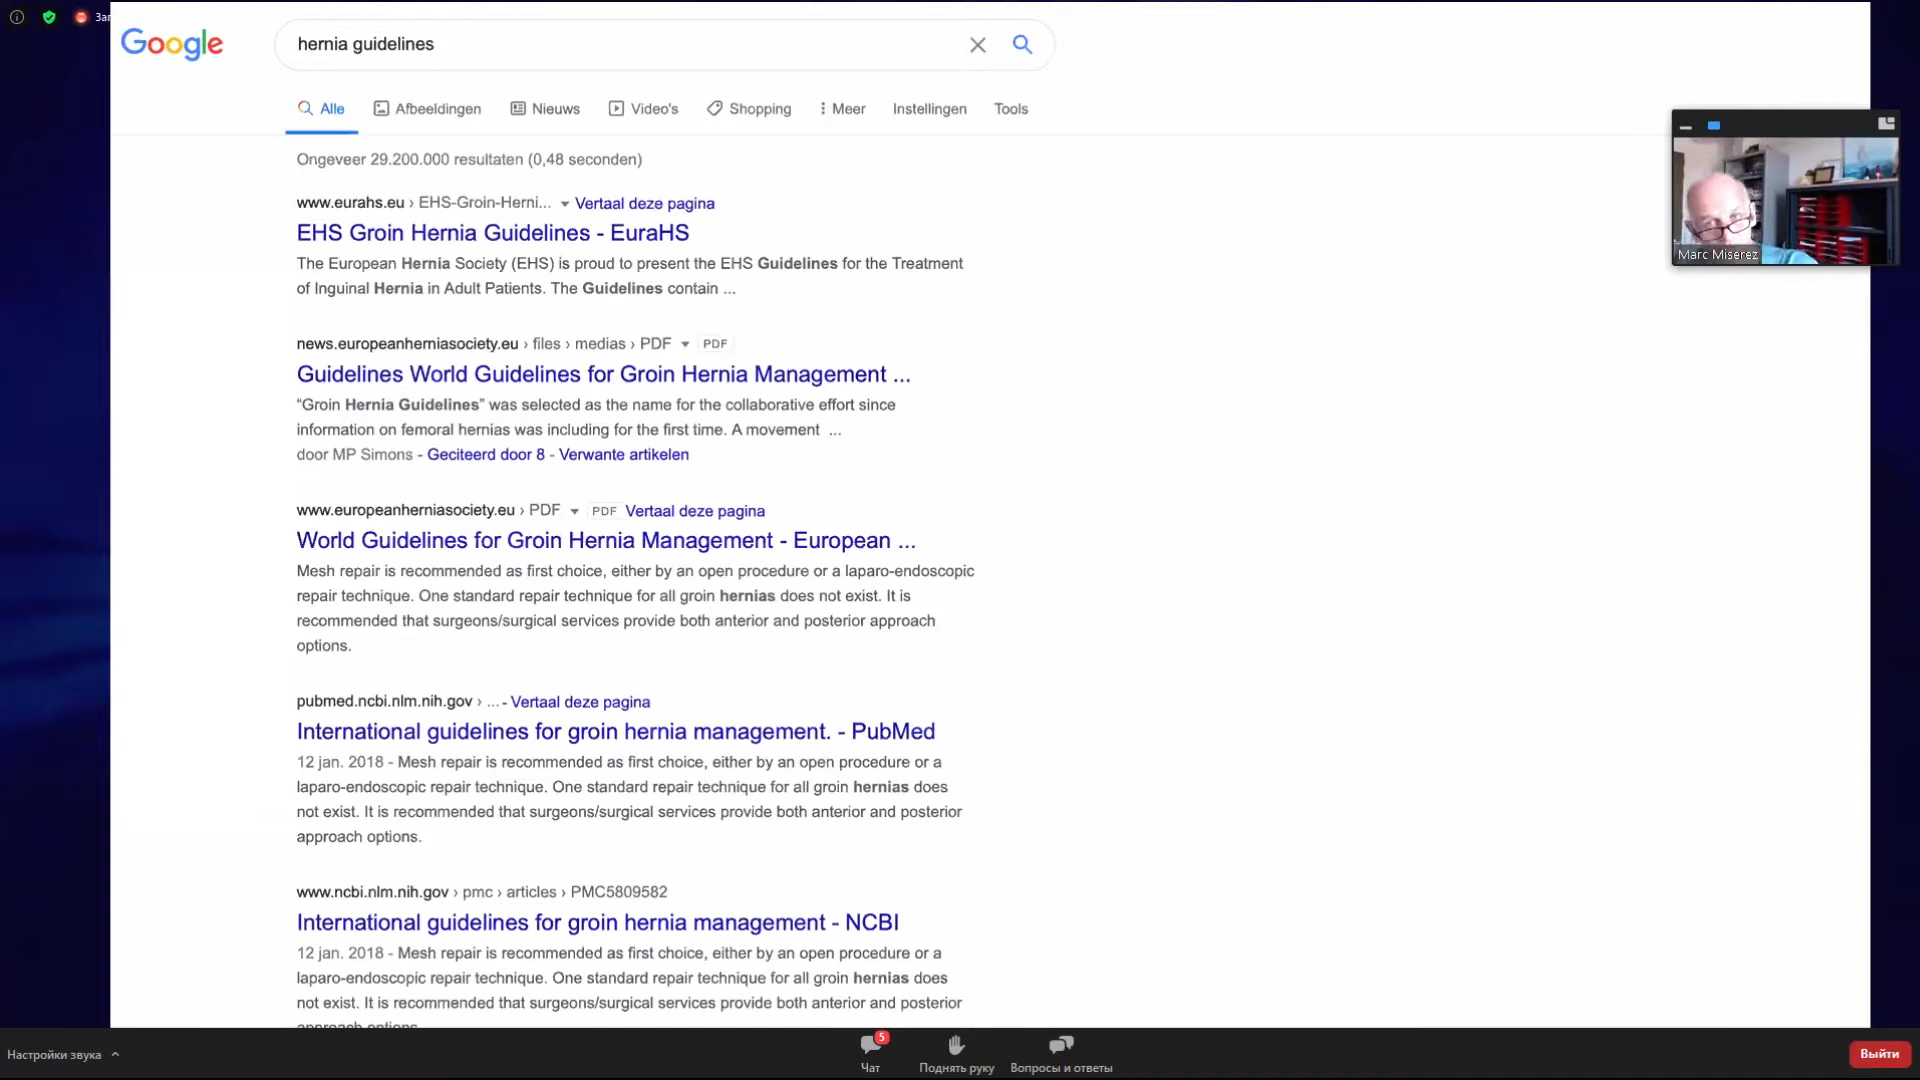 Зап
Google
hernia guidelines
Alle
Afbeeldingen
Nieuws
Video's
Shopping
Meer
Instellingen
Tools
Ongeveer 29.200.000 resultaten (0,48 seconden)
www.eurahs.eu › EHS-Groin-Herni... Vertaal deze pagina
EHS Groin Hernia Guidelines - EuraHS
The European Hernia Society (EHS) is proud to present the EHS Guidelines for the Treatment
of Inguinal Hernia in Adult Patients. The Guidelines contain ...
news.europeanherniasociety.eu › files › medias › PDF PDF
Guidelines World Guidelines for Groin Hernia Management ...
“Groin Hernia Guidelines” was selected as the name for the collaborative effort since
information on femoral hernias was including for the first time. A movement ...
door MP Simons - Geciteerd door 8 - Verwante artikelen
www.europeanherniasociety.eu › PDF PDF Vertaal deze pagina
World Guidelines for Groin Hernia Management - European ...
Mesh repair is recommended as first choice, either by an open procedure or a laparo-endoscopic
repair technique. One standard repair technique for all groin hernias does not exist. It is
recommended that surgeons/surgical services provide both anterior and posterior approach
options.
pubmed.ncbi.nlm.nih.gov › ... - Vertaal deze pagina
International guidelines for groin hernia management. - PubMed
12 jan. 2018 - Mesh repair is recommended as first choice, either by an open procedure or a
laparo-endoscopic repair technique. One standard repair technique for all groin hernias does
not exist. It is recommended that surgeons/surgical services provide both anterior and posterior
approach options.
www.ncbi.nlm.nih.gov › pmc › articles › PMC5809582
International guidelines for groin hernia management - NCBI
12 jan. 2018 - Mesh repair is recommended as first choice, either by an open procedure or a
laparo-endoscopic repair technique. One standard repair technique for all groin hernias does
not exist. It is recommended that surgeons/surgical services provide both anterior and posterior
approach options.
Marc Miserez
Настройки звука
5
Чат
Поднять руку
Вопросы и ответы
Выйти